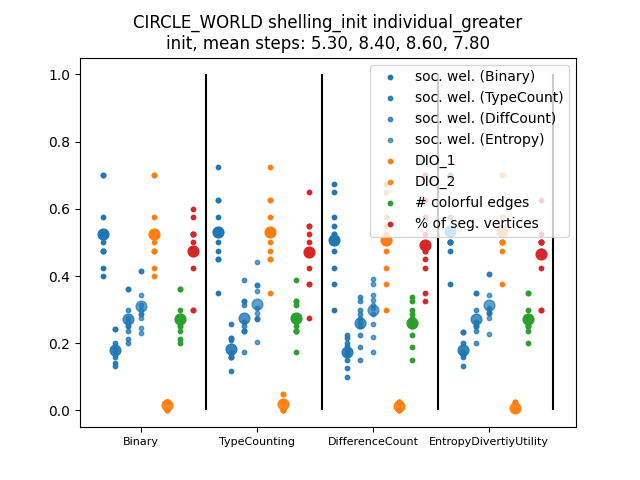 CIRCLE_WORLD shelling_init individual_greater
init, mean steps: 5.30, 8.40, 8.60, 7.80
1.0
0.8
0.6
0.4
0.2
0.0
soc. wel. (Binary)
soc. wel. (TypeCount)
soc. wel. (DiffCount)
soc. wel. (Entropy)
DIO_1
DIO_2
# colorful edges
% of seg. vertices
Binary
TypeCounting
DifferenceCount
EntropyDivertiyUtility